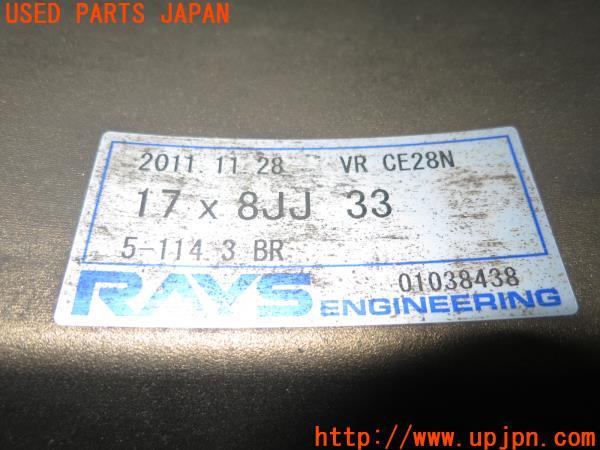 USED PARTS JAPAN
2011.11.28 VR CE28N
17 x 8JJ 33
5-114.3 BR
01038438
RAYS ENGINEERING
http://www.upjpn.com/